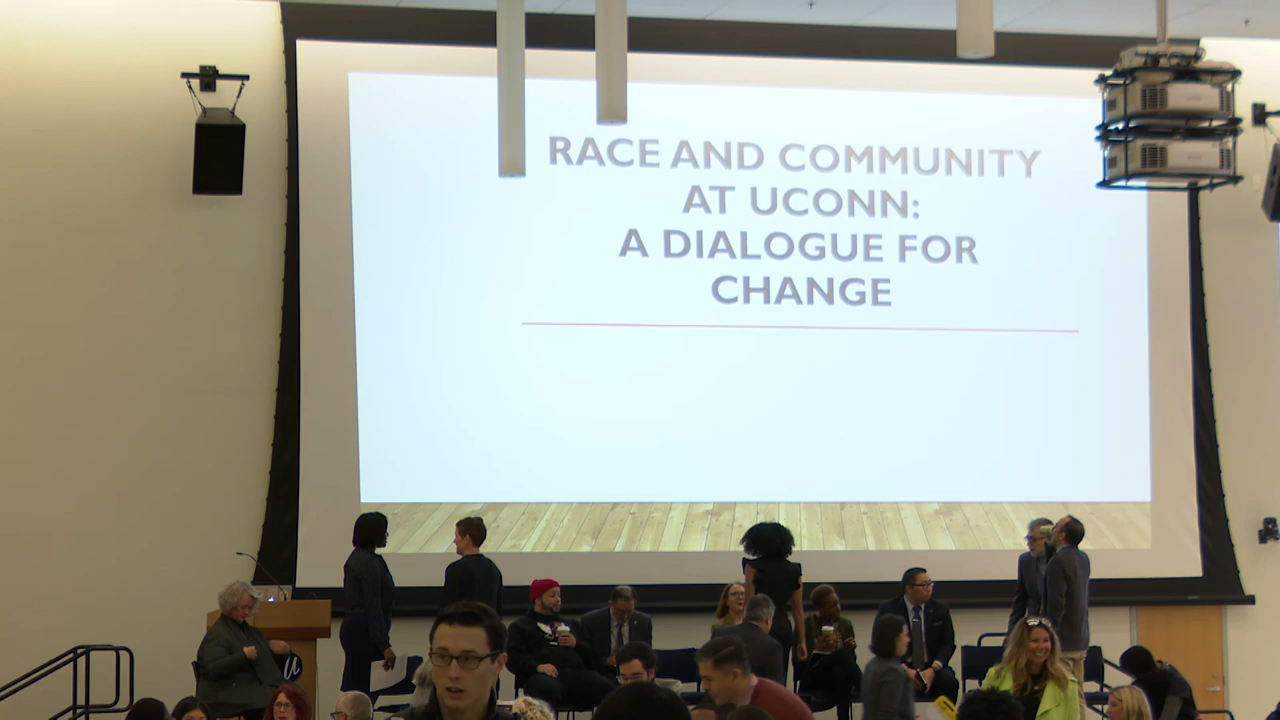 RACE AND COMMUNITY
AT UCONN:
A DIALOGUE FOR
CHANGE